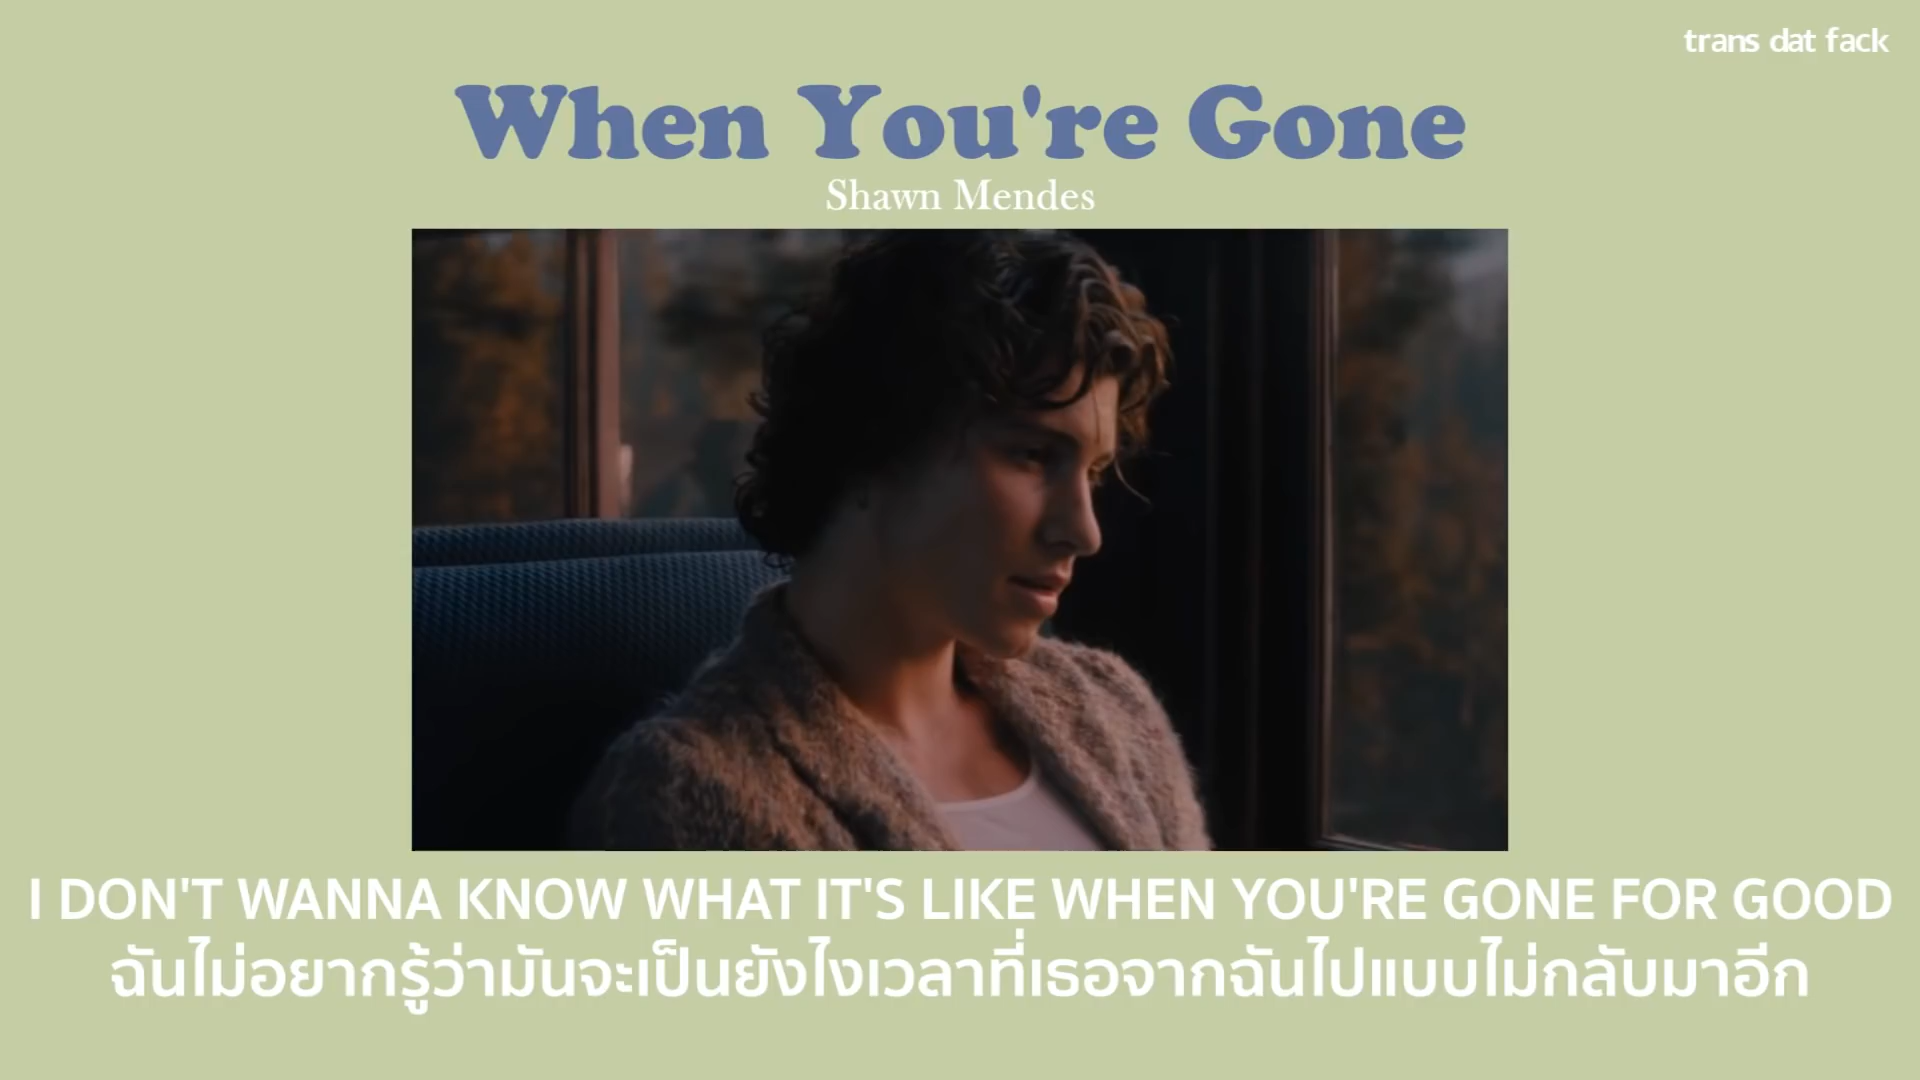 trans dat fack
When You're Gone
Shawn Mendes
I DON'T WANNA KNOW WHAT IT'S LIKE WHEN YOU'RE GONE FOR GOOD
ฉันไม่อยากรู้ว่ามันจะเป็นยังไงเวลาที่เธอจากฉันไปแบบไม่กลับมาอีก